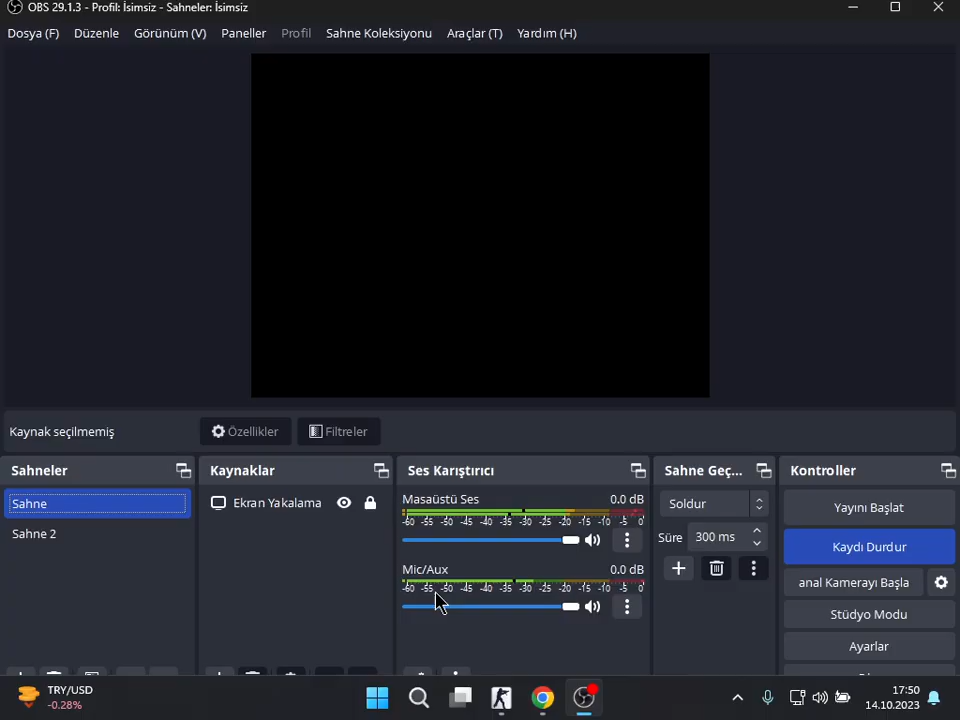 OBS 29.1.3 - Profil: İsimsiz - Sahneler: İsimsiz
Dosya (F) Düzenle Görünüm (V) Paneller Profil Sahne Koleksiyonu Araçlar (T) Yardım (H)
Kaynak seçilmemiş Özellikler Filtreler
Sahneler
Sahne
Sahne 2
Kaynaklar
Ekran Yakalama
Ses Karıştırıcı
Masaüstü Ses 0.0 dB
-60 -55 -50 -45 -40 -35 -30 -25 -20 -15 -10 -5 0
Mic/Aux 0.0 dB
-60 -55 -50 -45 -40 -35 -30 -25 -20 -15 -10 -5 0
Sahne Geç...
Soldur
Süre 300 ms
Kontroller
Yayını Başlat
Kaydı Durdur
anal Kamerayı Başla
Stüdyo Modu
Ayarlar
TRY/USD
-0.28%
17:50
14.10.2023